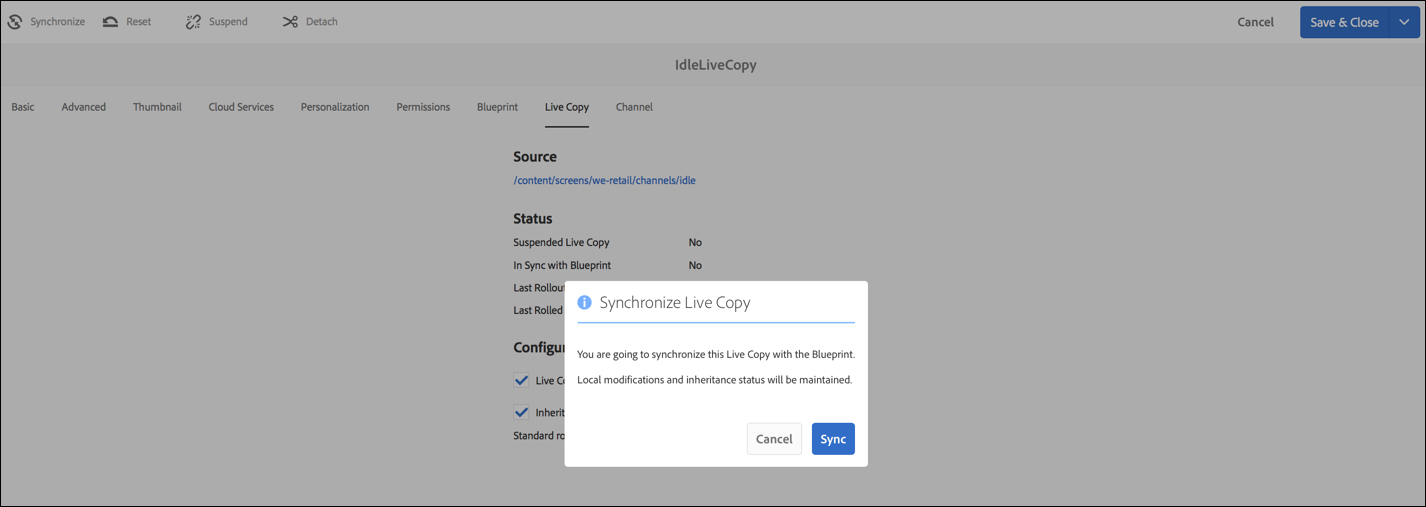 Synchronize Reset Suspend Detach Cancel Save & Close
IdleLiveCopy
Basic Advanced Thumbnail Cloud Services Personalization Permissions Blueprint Live Copy Channel
Source
/content/screens/we-retail/channels/idle
Status
Suspended Live Copy No
In Sync with Blueprint No
Last Rollout
Last Rolled
Synchronize Live Copy
You are going to synchronize this Live Copy with the Blueprint.
Local modifications and inheritance status will be maintained.
Configu
Live Co
Inherit
Standard ro
Cancel Sync